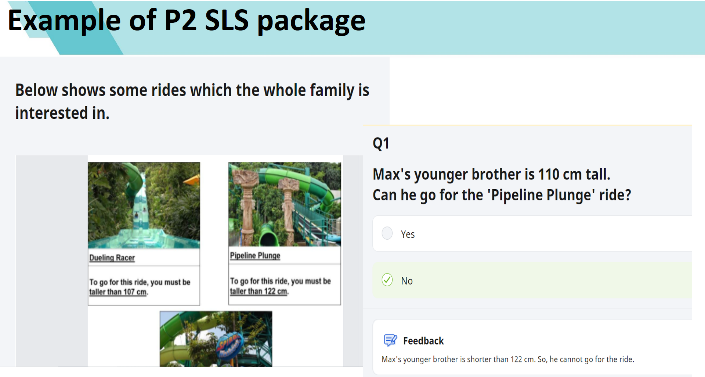 Example of P2 SLS package
Below shows some rides which the whole family is
interested in.
Dueling Racer
To go for this ride, you must be
taller than 107 cm.
Pipeline Plunge
To go for this ride, you must be
taller than 122 cm.
Q1
Max's younger brother is 110 cm tall.
Can he go for the 'Pipeline Plunge' ride?
Yes
No
Feedback
Max's younger brother is shorter than 122 cm. So, he cannot go for the ride.